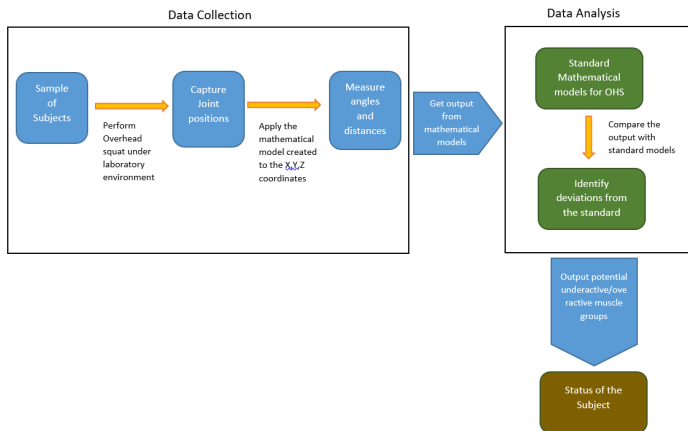 Data Collection
Sample
of
Subjects
Perform
Overhead
squat under
laboratory
environment
Capture
Joint
positions
Apply the
mathematical
model created
to the X,Y,Z
coordinates
Measure
angles
and
distances
Get output
from
mathematical
models
Data Analysis
Standard
Mathematical
models for OHS
Compare the
output with
standard models
Identify
deviations from
the standard
Output potential
underactive/ove
ractive muscle
groups
Status of the
Subject